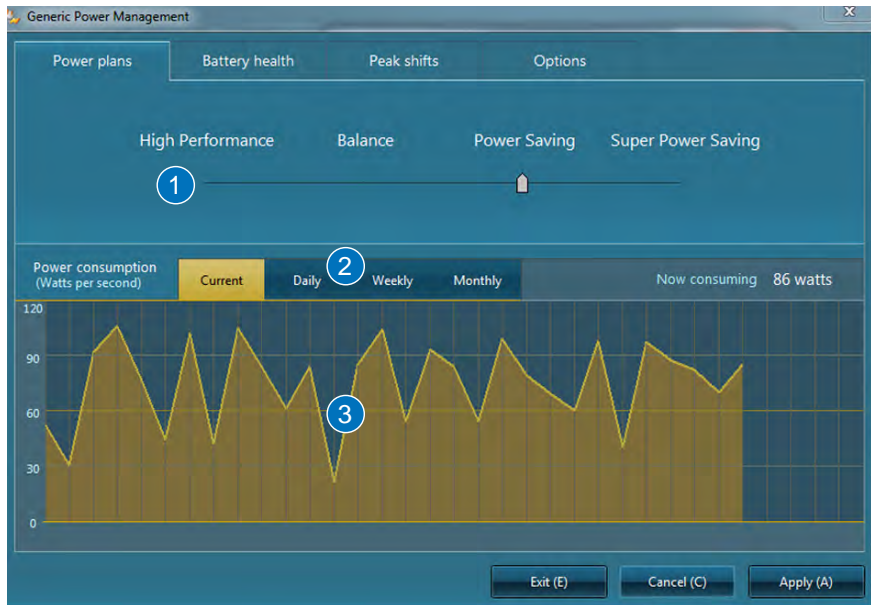 Generic Power Management
X
Power plans Battery health Peak shifts Options
High Performance Balance Power Saving Super Power Saving
1
Power consumption
(Watts per second)
Current Daily 2 Weekly Monthly Now consuming 86 watts
120
90
60
3
30
0
Exit (E) Cancel (C) Apply (A)